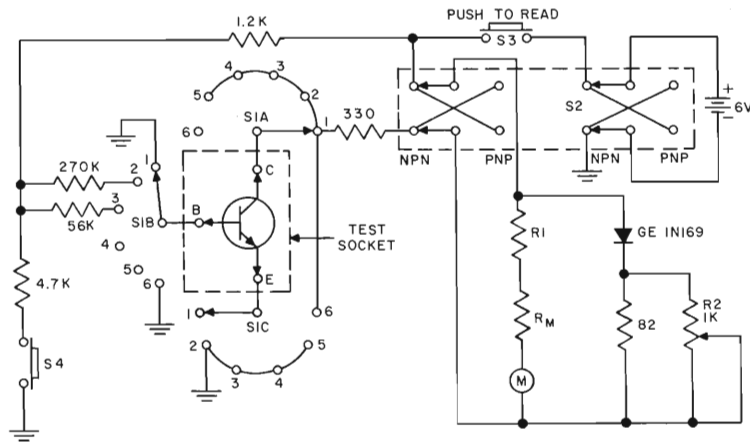 PUSH TO READ
S3
1.2K
4
3
5
2
6
S1A
1
330
NPN
PNP
S2
NPN
PNP
+
6V
−
270K
2
1
56K
3
S1B
4
5
6
B
C
E
TEST
SOCKET
4.7K
S4
1
S1C
6
2
3
4
5
R1
GE IN169
RM
M
82
R2
1K